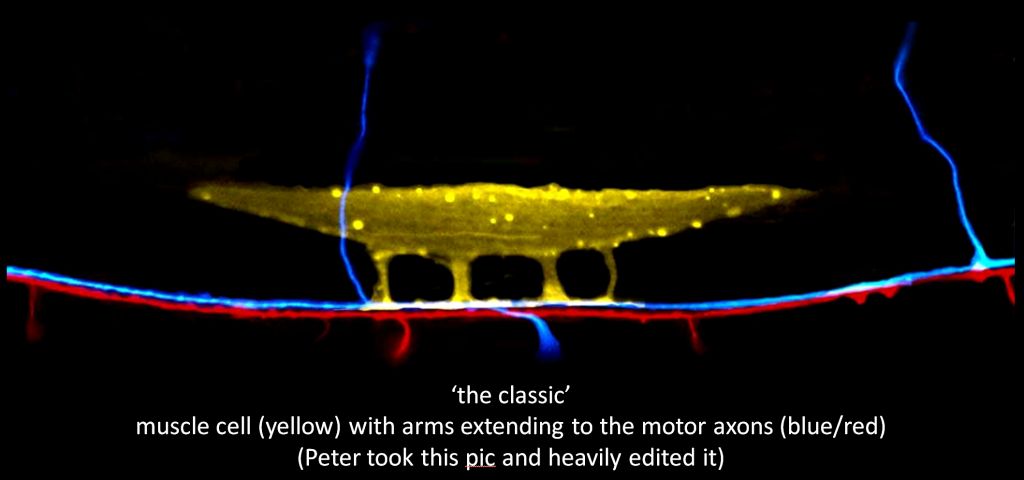 ‘the classic’
muscle cell (yellow) with arms extending to the motor axons (blue/red)
(Peter took this pic and heavily edited it)